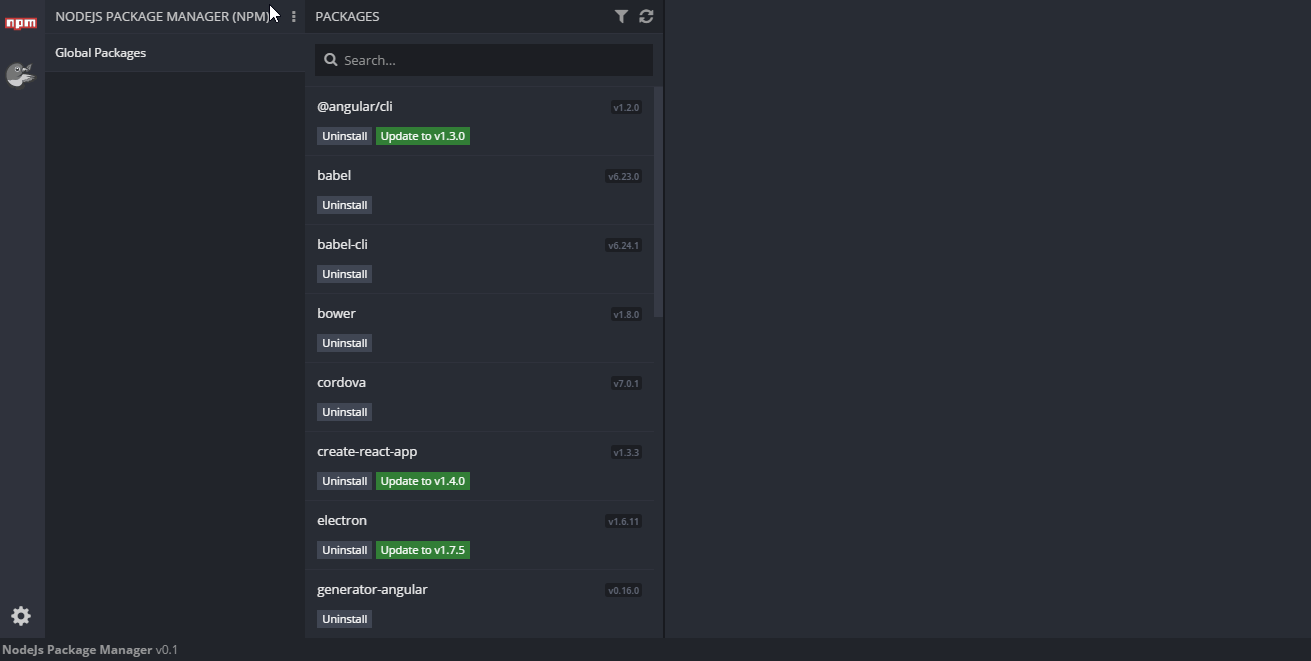 npm
NODEJS PACKAGE MANAGER (NPM)
Global Packages
PACKAGES
Search...
@angular/cli v1.2.0
Uninstall Update to v1.3.0
babel v6.23.0
Uninstall
babel-cli v6.24.1
Uninstall
bower v1.8.0
Uninstall
cordova v7.0.1
Uninstall
create-react-app v1.3.3
Uninstall Update to v1.4.0
electron v1.6.11
Uninstall Update to v1.7.5
generator-angular v0.16.0
Uninstall
NodeJs Package Manager v0.1